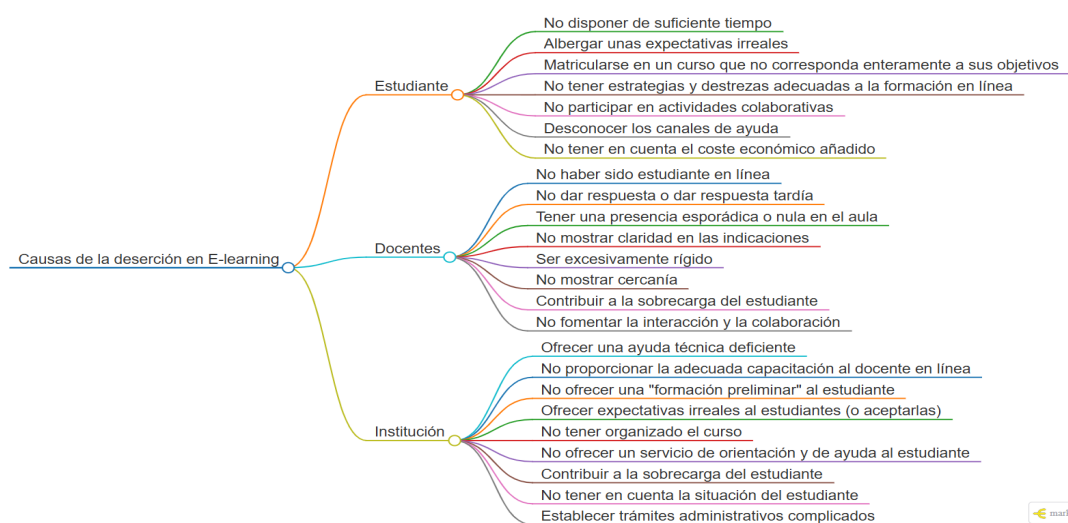 No disponer de suficiente tiempo
Albergar unas expectativas irreales
Matricularse en un curso que no corresponda enteramente a sus objetivos
Estudiante
No tener estrategias y destrezas adecuadas a la formación en línea
No participar en actividades colaborativas
Desconocer los canales de ayuda
No tener en cuenta el coste económico añadido
No haber sido estudiante en línea
No dar respuesta o dar respuesta tardía
Tener una presencia esporádica o nula en el aula
No mostrar claridad en las indicaciones
Causas de la deserción en E-learning
Docentes
Ser excesivamente rígido
No mostrar cercanía
Contribuir a la sobrecarga del estudiante
No fomentar la interacción y la colaboración
Ofrecer una ayuda técnica deficiente
No proporcionar la adecuada capacitación al docente en línea
No ofrecer una "formación preliminar" al estudiante
Ofrecer expectativas irreales al estudiantes (o aceptarlas)
Institución
No tener organizado el curso
No ofrecer un servicio de orientación y de ayuda al estudiante
Contribuir a la sobrecarga del estudiante
No tener en cuenta la situación del estudiante
Establecer trámites administrativos complicados